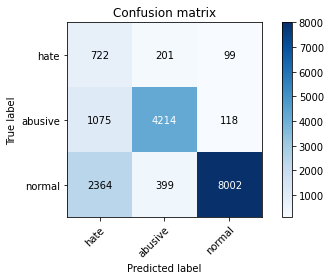 Confusion matrix
hate
abusive
normal
True label
722 201 99
1075 4214 118
2364 399 8002
hate
abusive
normal
Predicted label
8000
7000
6000
5000
4000
3000
2000
1000